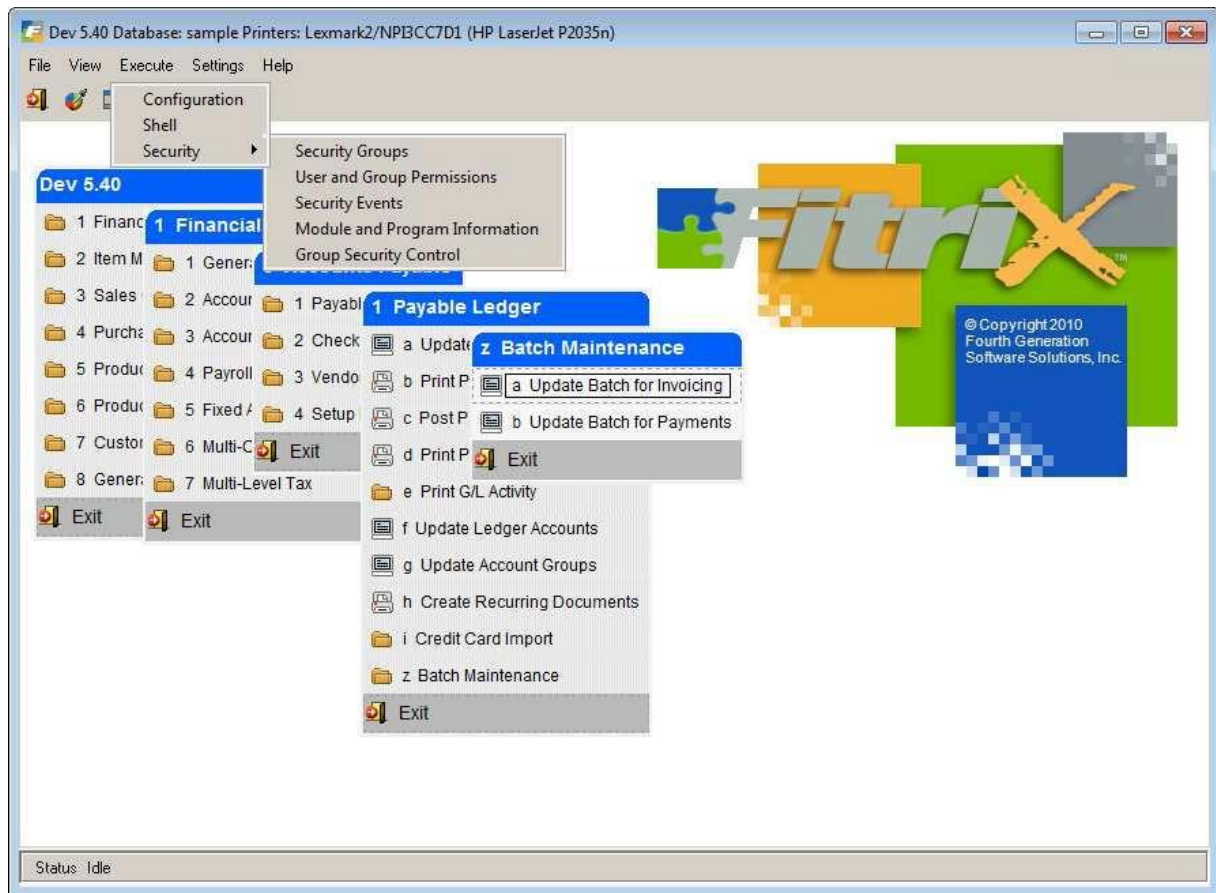 Dev 5.40 Database: sample Printers: Lexmark2/NPI3CC7D1 (HP LaserJet P2035n)
File View Execute Settings Help
Configuration
Shell
Security
Security Groups
User and Group Permissions
Security Events
Module and Program Information
Group Security Control
Dev 5.40
1 Financ
2 Item M
3 Sales
4 Purcha
5 Produc
6 Produc
7 Custor
8 Genera
Exit
1 Financial
1 Genera
2 Accour
3 Accour
4 Payroll
5 Fixed A
6 Multi-C
7 Multi-Level Tax
Exit
Accounts Payable
1 Payabl
2 Check
3 Vendo
4 Setup
Exit
1 Payable Ledger
a Update
b Print P
c Post P
d Print P
e Print G/L Activity
f Update Ledger Accounts
g Update Account Groups
h Create Recurring Documents
i Credit Card Import
z Batch Maintenance
Exit
z Batch Maintenance
a Update Batch for Invoicing
b Update Batch for Payments
Exit
FitriX TM
© Copyright 2010
Fourth Generation
Software Solutions, Inc.
Status Idle